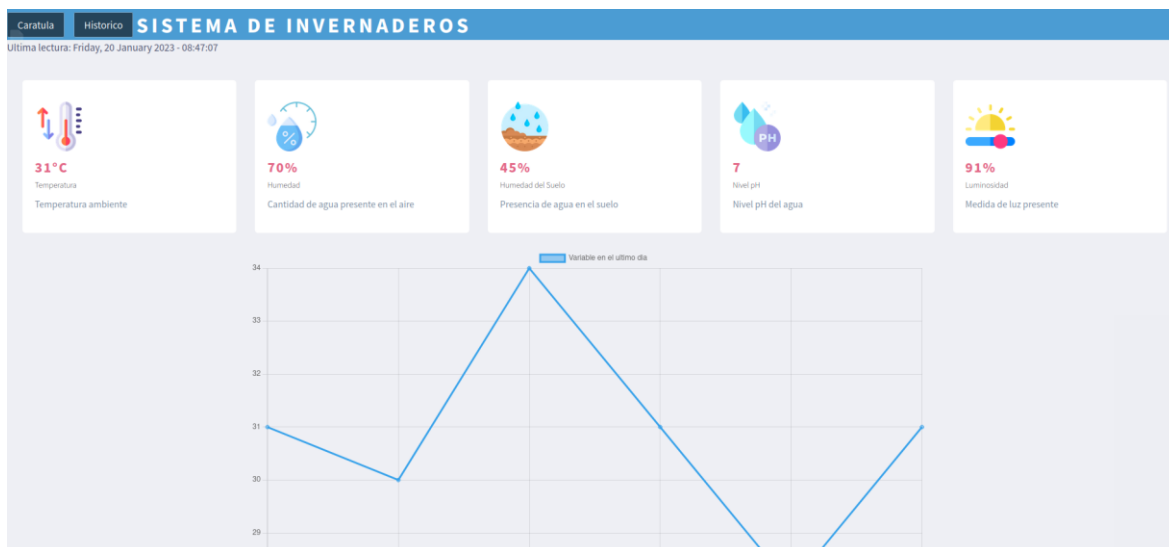 Caratula Historico SISTEMA DE INVERNADEROS
Ultima lectura: Friday, 20 January 2023 - 08:47:07
%
PH
31°C
Temperatura
Temperatura ambiente
70%
Humedad
Cantidad de agua presente en el aire
45%
Humedad del Suelo
Presencia de agua en el suelo
7
Nivel pH
Nivel pH del agua
91%
Luminosidad
Medida de luz presente
Variable en el ultimo dia
34
33
32
31
30
29